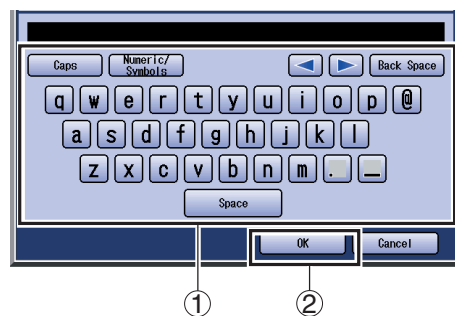 Caps Numeric/ Symbols ◀ ▶ Back Space
q w e r t y u i o p @
a s d f g h j k l
z x c v b n m . _
Space
OK Cancel
① ②